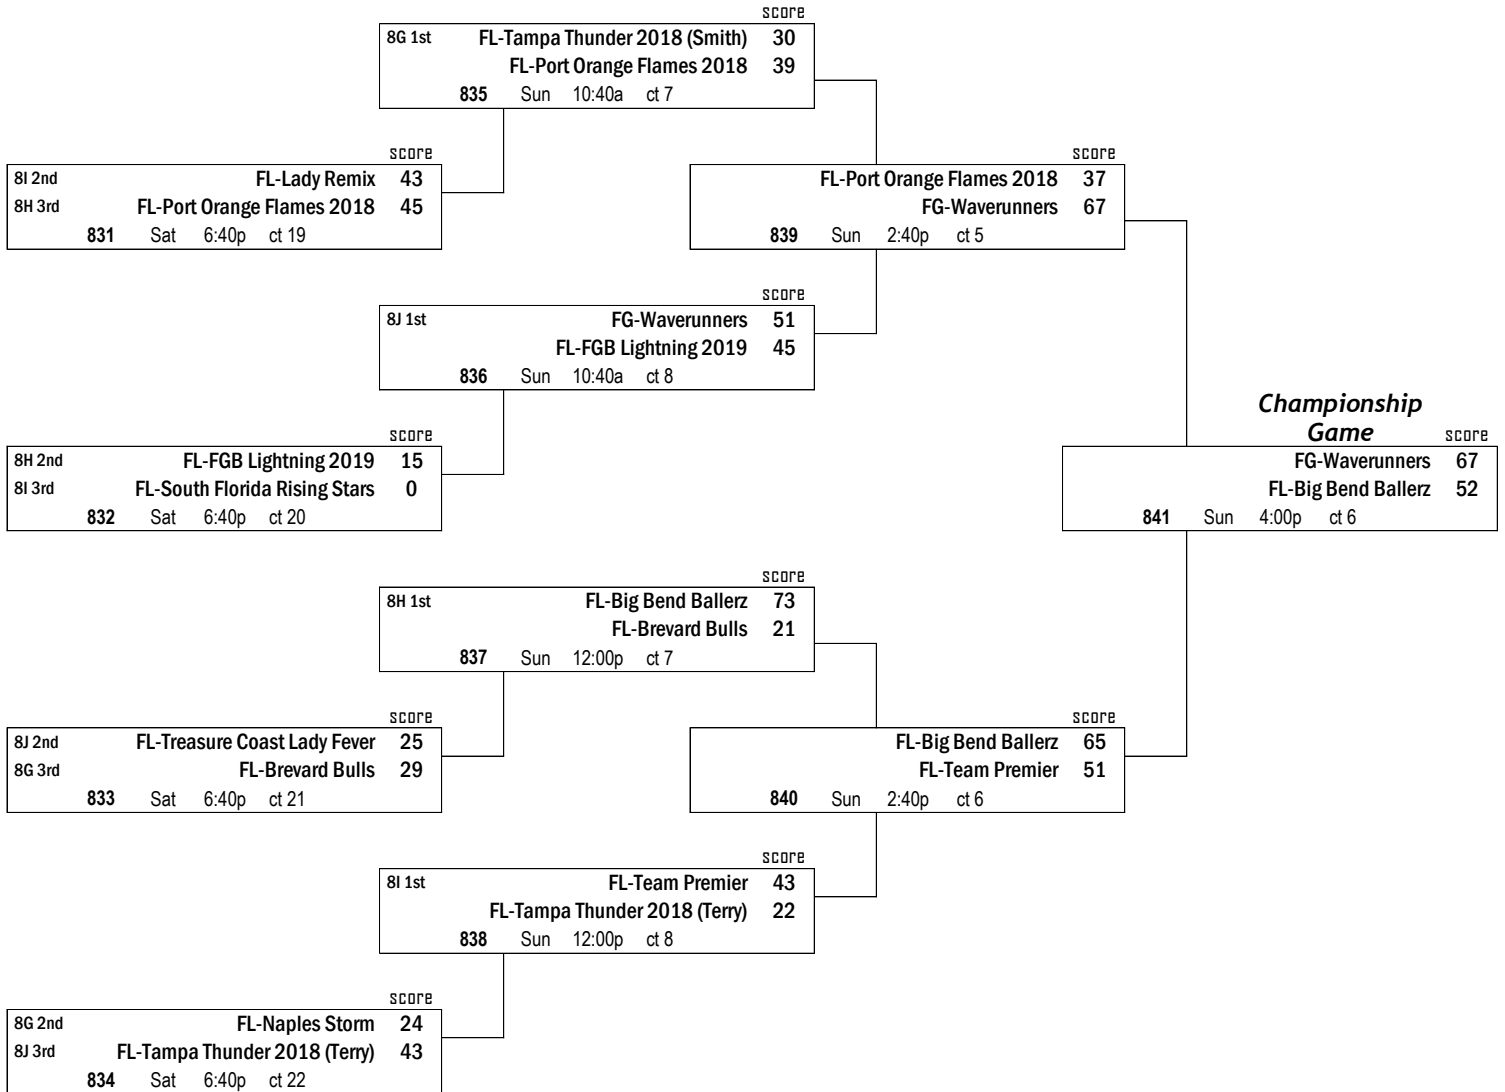 score
8G 1st FL-Tampa Thunder 2018 (Smith) 30
FL-Port Orange Flames 2018 39
835 Sun 10:40a ct 7
score
8I 2nd FL-Lady Remix 43
8H 3rd FL-Port Orange Flames 2018 45
831 Sat 6:40p ct 19
score
FL-Port Orange Flames 2018 37
FG-Waverunners 67
839 Sun 2:40p ct 5
score
8J 1st FG-Waverunners 51
FL-FGB Lightning 2019 45
836 Sun 10:40a ct 8
score
8H 2nd FL-FGB Lightning 2019 15
8I 3rd FL-South Florida Rising Stars 0
832 Sat 6:40p ct 20
Championship
Game score
FG-Waverunners 67
FL-Big Bend Ballerz 52
841 Sun 4:00p ct 6
score
8H 1st FL-Big Bend Ballerz 73
FL-Brevard Bulls 21
837 Sun 12:00p ct 7
score
8J 2nd FL-Treasure Coast Lady Fever 25
8G 3rd FL-Brevard Bulls 29
833 Sat 6:40p ct 21
score
FL-Big Bend Ballerz 65
FL-Team Premier 51
840 Sun 2:40p ct 6
score
8I 1st FL-Team Premier 43
FL-Tampa Thunder 2018 (Terry) 22
838 Sun 12:00p ct 8
score
8G 2nd FL-Naples Storm 24
8J 3rd FL-Tampa Thunder 2018 (Terry) 43
834 Sat 6:40p ct 22